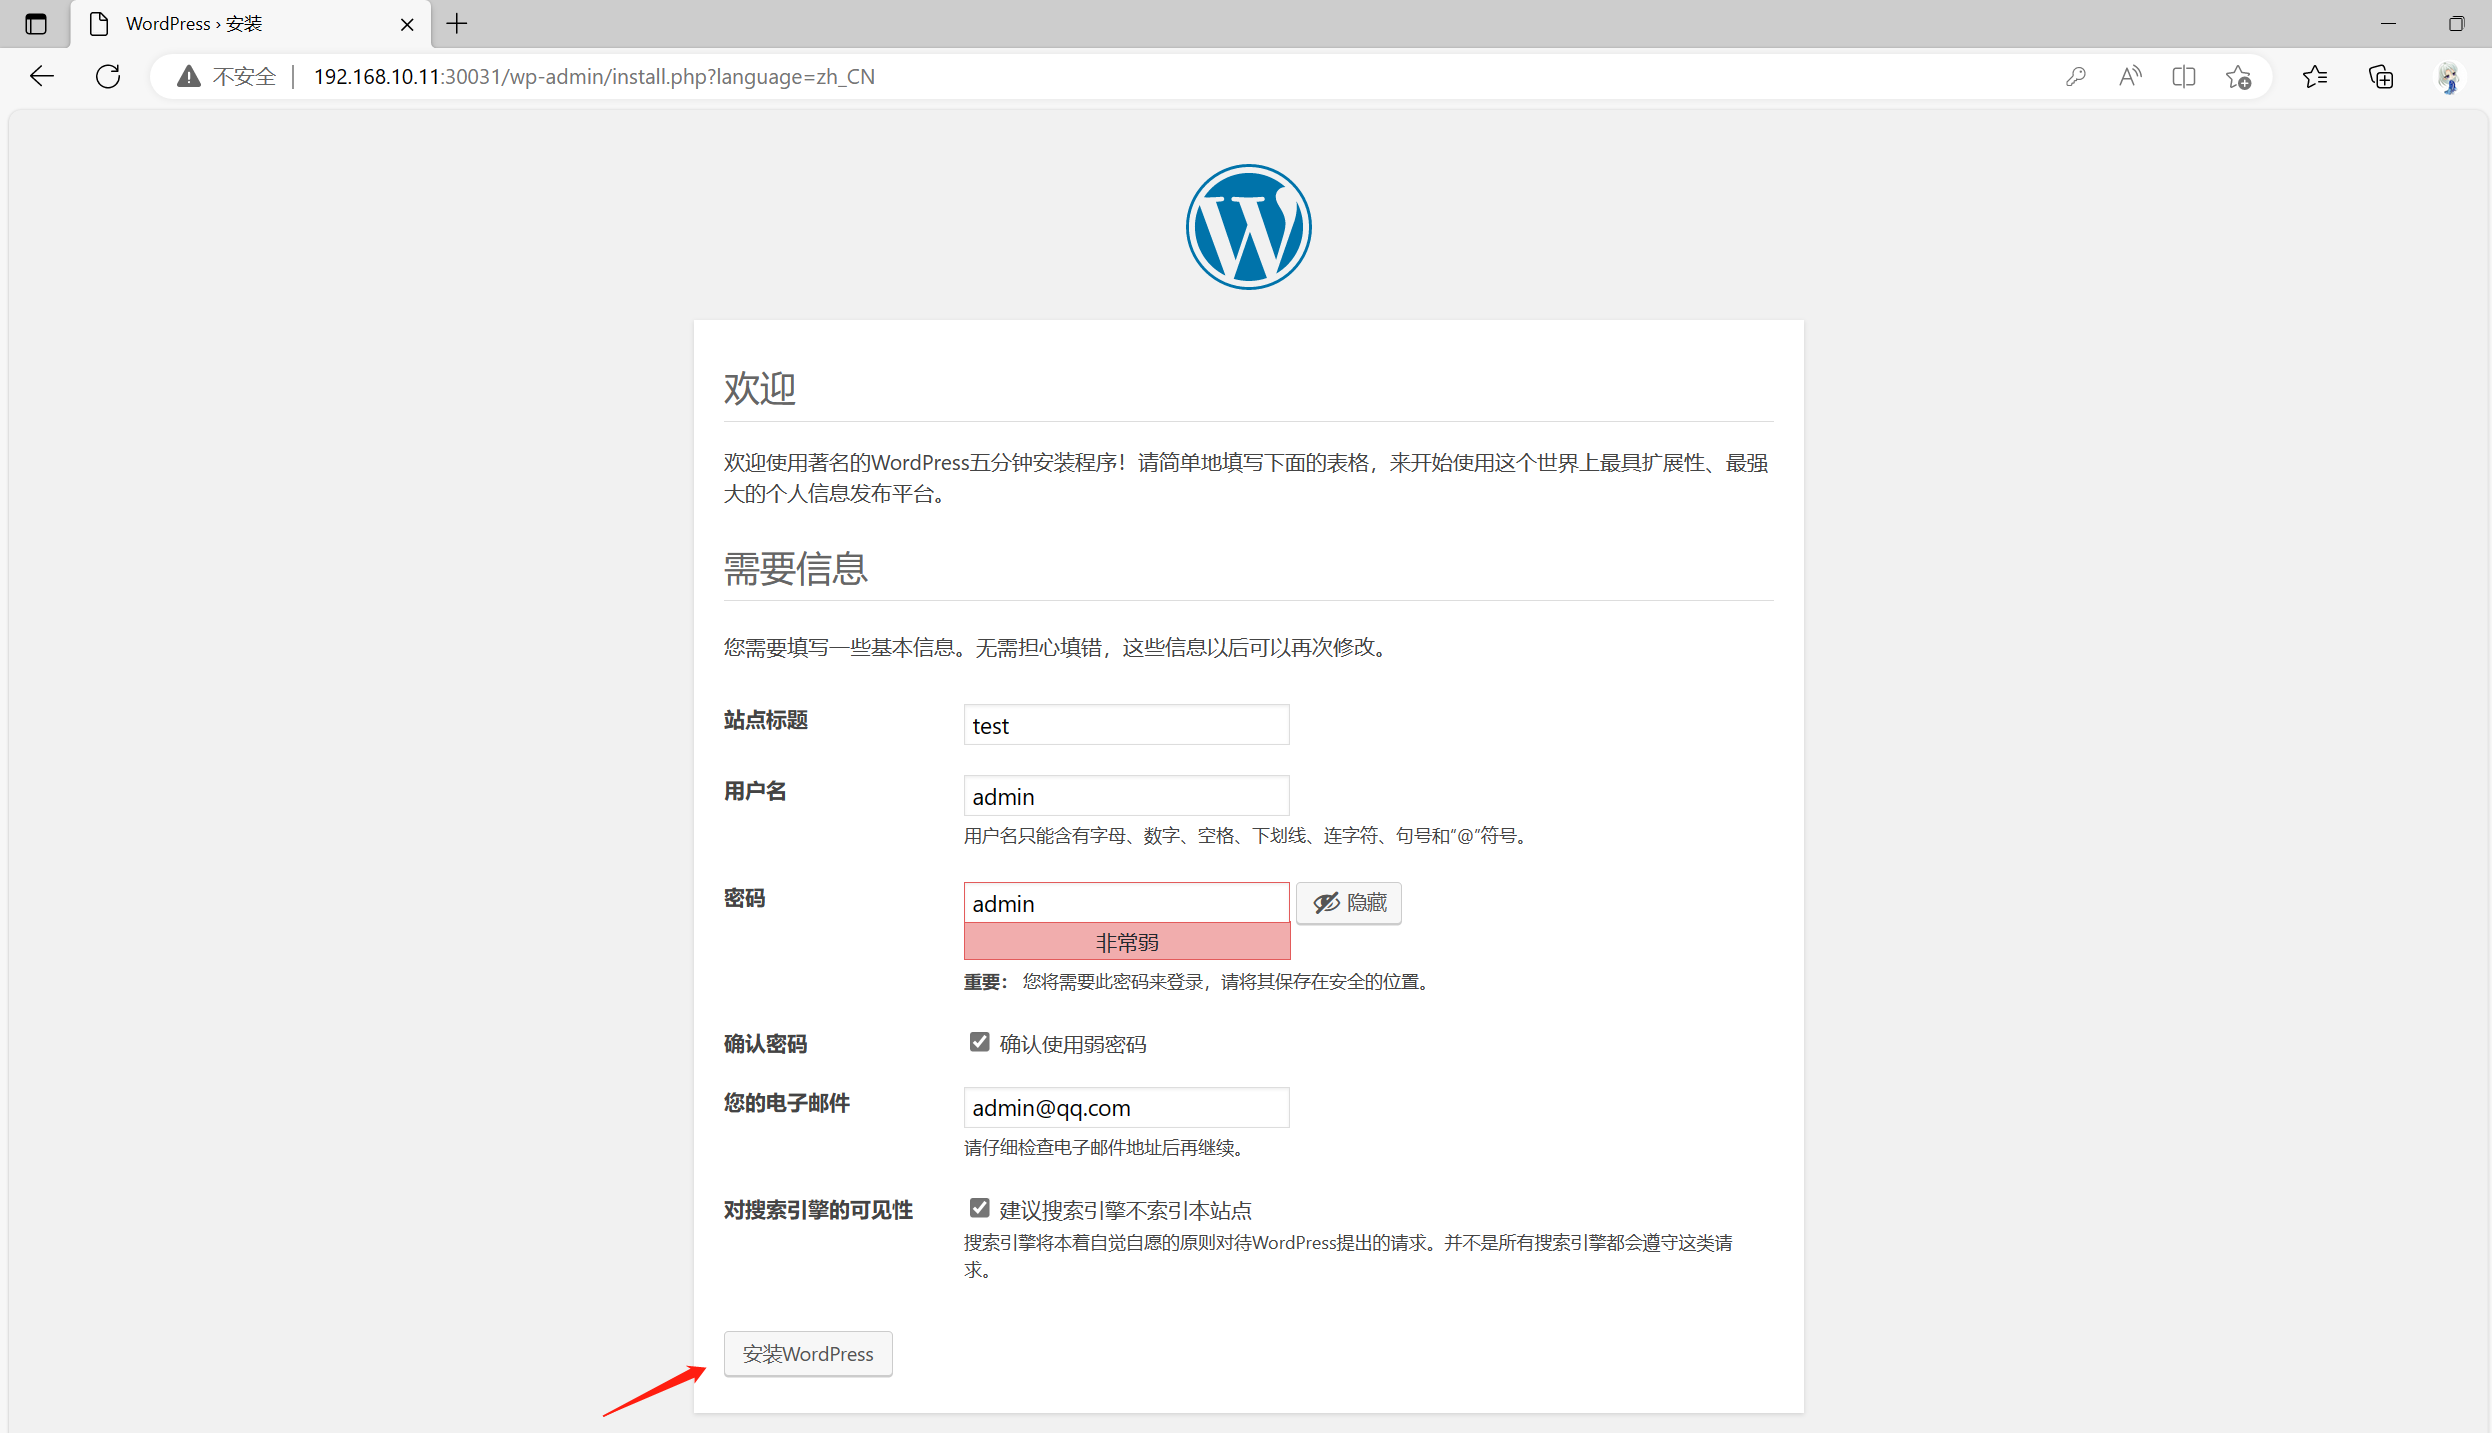 WordPress › 安装
不安全
192.168.10.11:30031/wp-admin/install.php?language=zh_CN
欢迎
欢迎使用著名的WordPress五分钟安装程序！请简单地填写下面的表格，来开始使用这个世界上最具扩展性、最强
大的个人信息发布平台。
需要信息
您需要填写一些基本信息。无需担心填错，这些信息以后可以再次修改。
站点标题
test
用户名
admin
用户名只能含有字母、数字、空格、下划线、连字符、句号和“@”符号。
密码
admin
隐藏
非常弱
重要： 您将需要此密码来登录，请将其保存在安全的位置。
确认密码
确认使用弱密码
您的电子邮件
admin@qq.com
请仔细检查电子邮件地址后再继续。
对搜索引擎的可见性
建议搜索引擎不索引本站点
搜索引擎将本着自觉自愿的原则对待WordPress提出的请求。并不是所有搜索引擎都会遵守这类请
求。
安装WordPress